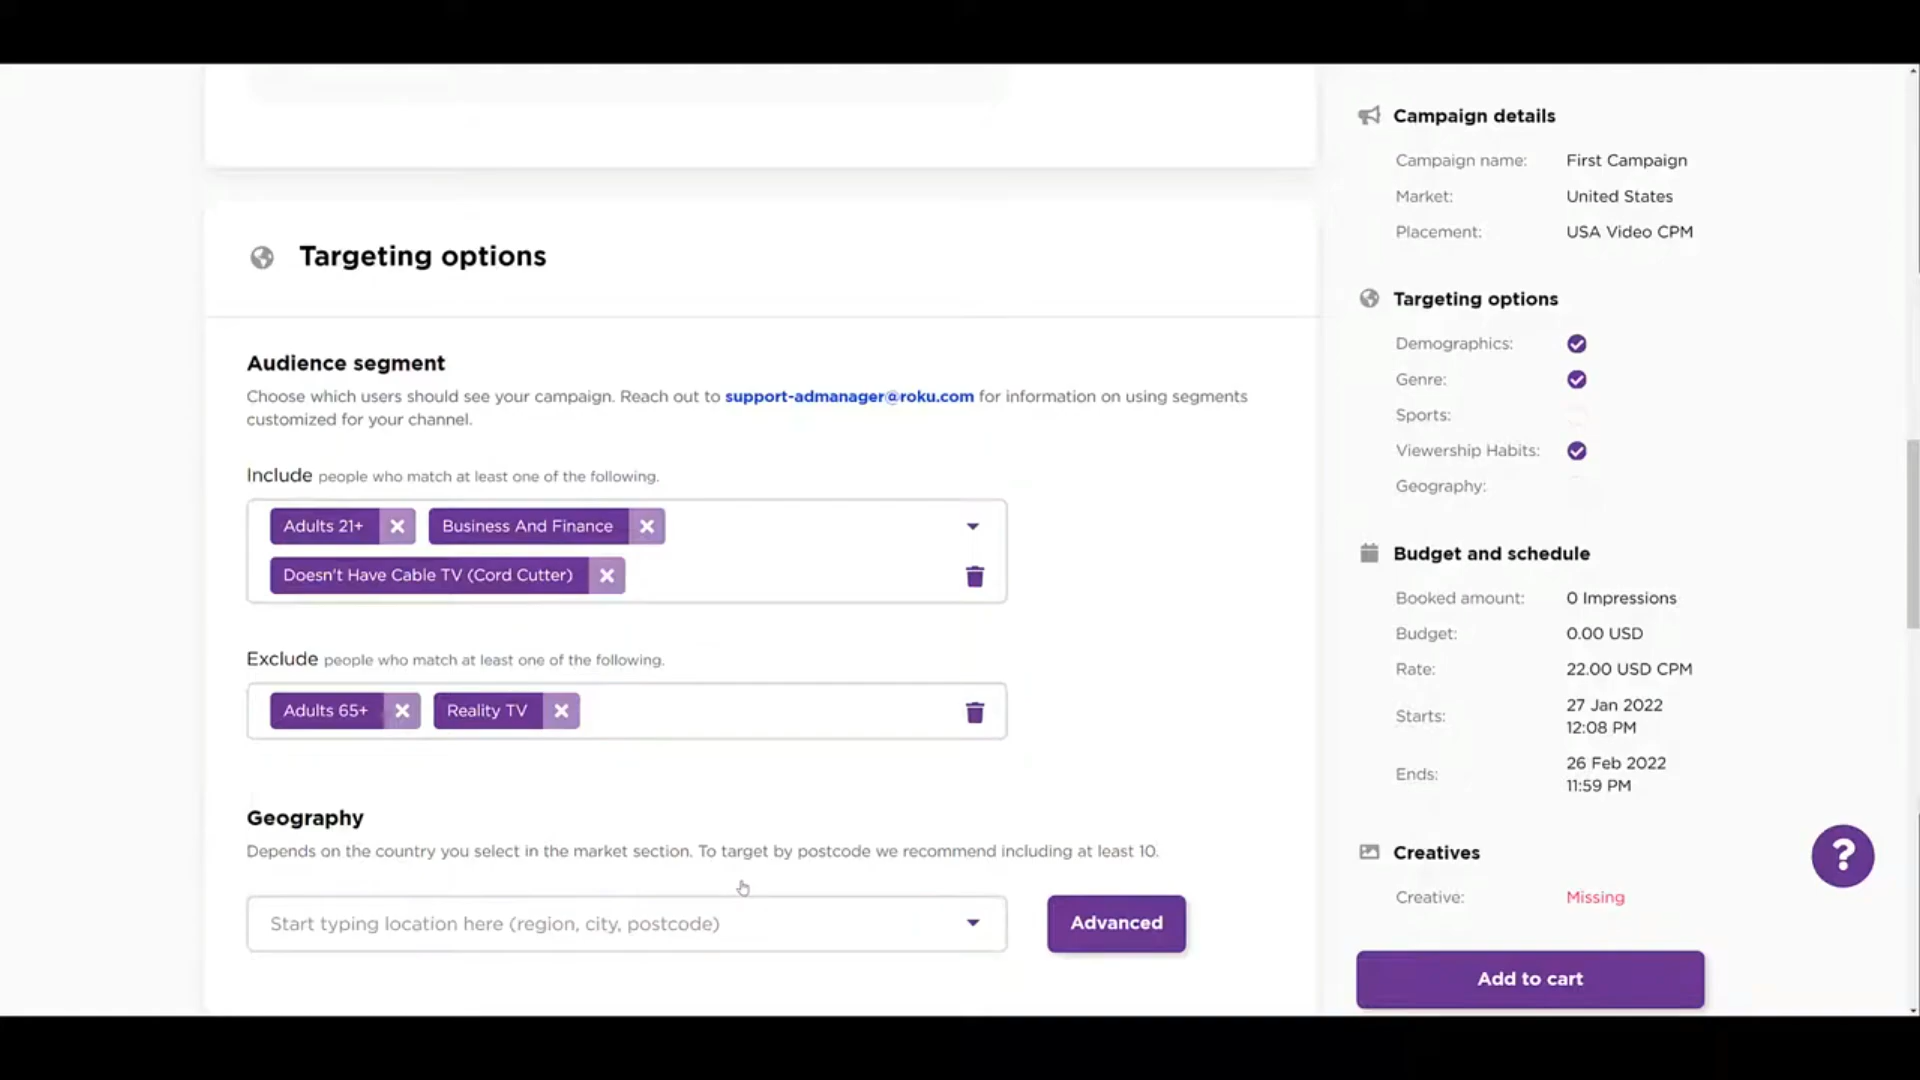 Targeting options
Audience segment
Choose which users should see your campaign. Reach out to support-admanager@roku.com for information on using segments
customized for your channel.
Include people who match at least one of the following.
Adults 21+ Business And Finance
Doesn't Have Cable TV (Cord Cutter)
Exclude people who match at least one of the following.
Adults 65+ Reality TV
Geography
Depends on the country you select in the market section. To target by postcode we recommend including at least 10.
Start typing location here (region, city, postcode)
Advanced
Campaign details
Campaign name: First Campaign
Market: United States
Placement: USA Video CPM
Targeting options
Demographics:
Genre:
Sports:
Viewership Habits:
Geography:
Budget and schedule
Booked amount: 0 Impressions
Budget: 0.00 USD
Rate: 22.00 USD CPM
Starts: 27 Jan 2022
12:08 PM
Ends: 26 Feb 2022
11:59 PM
Creatives
Creative: Missing
Add to cart
?